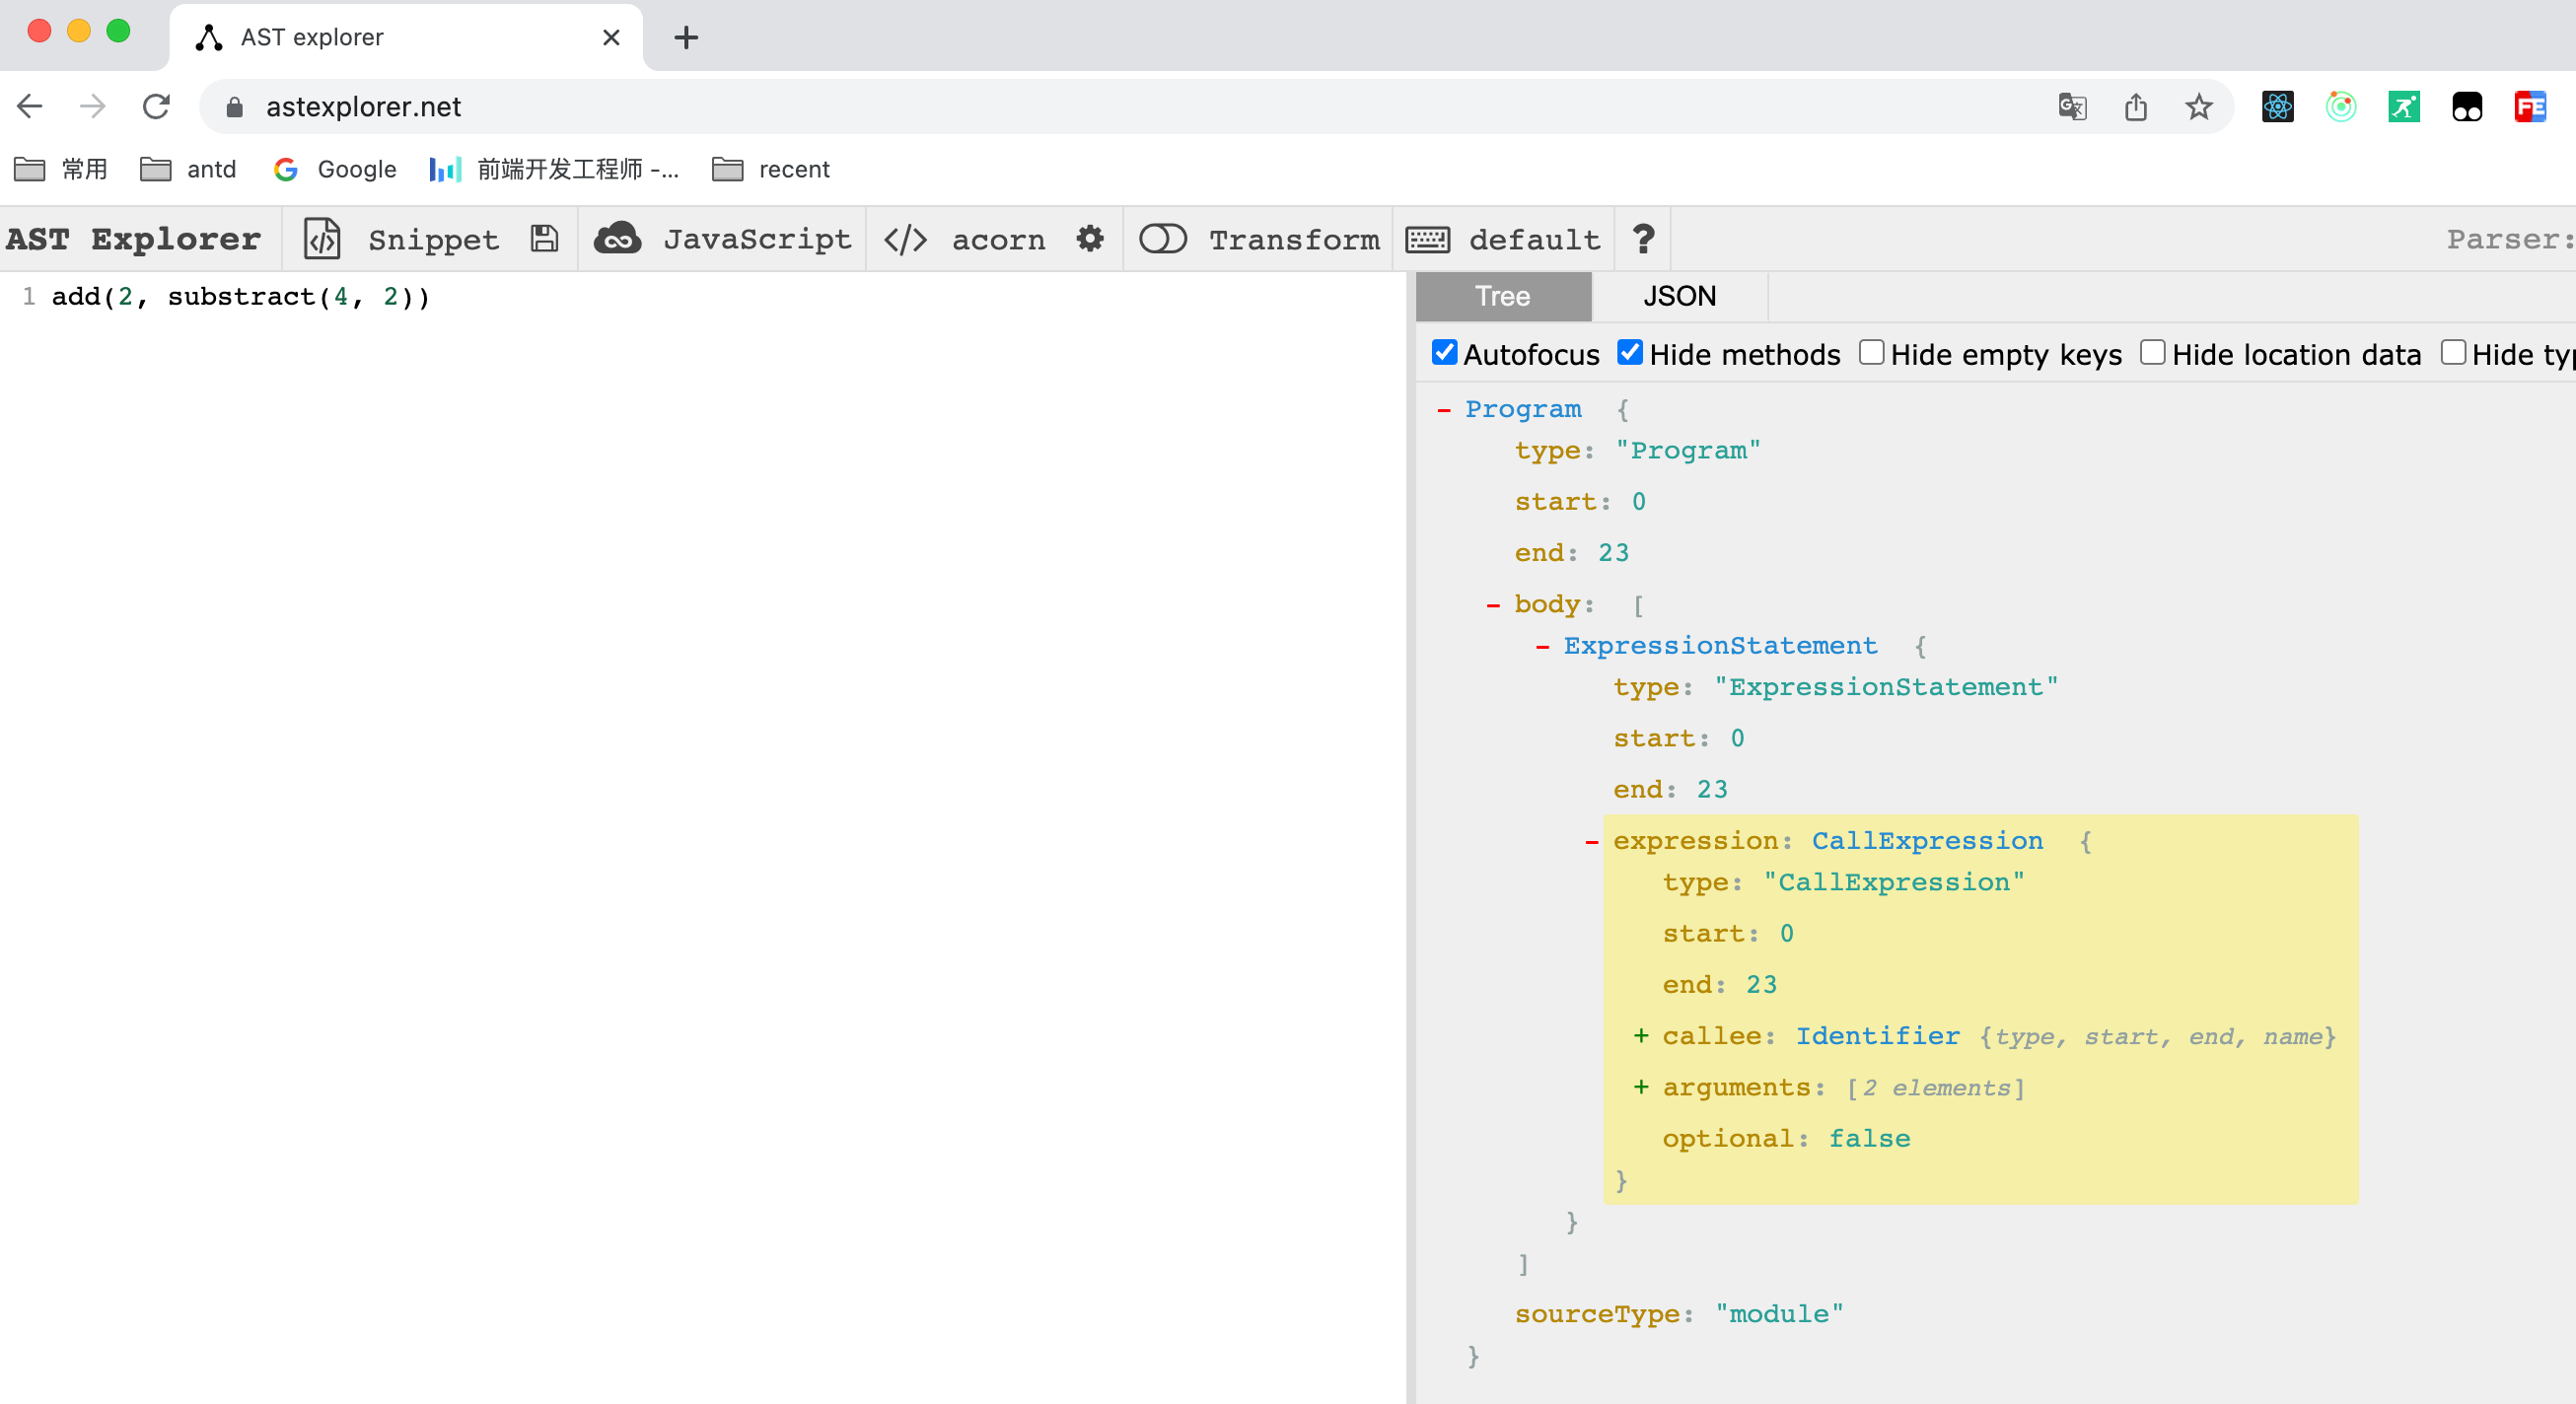 AST explorer
astexplorer.net
常用 antd Google 前端开发工程师 -... recent
AST Explorer Snippet JavaScript </> acorn Transform default ? Parser:
1 add(2, substract(4, 2))
Tree JSON
Autofocus Hide methods Hide empty keys Hide location data Hide typ
- Program {
type: "Program"
start: 0
end: 23
- body: [
- ExpressionStatement {
type: "ExpressionStatement"
start: 0
end: 23
- expression: CallExpression {
type: "CallExpression"
start: 0
end: 23
+ callee: Identifier {type, start, end, name}
+ arguments: [2 elements]
optional: false
}
}
]
sourceType: "module"
}